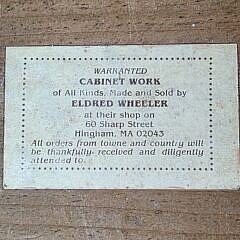 WARRANTED
CABINET WORK
of All Kinds, Made and Sold by
ELDRED WHEELER
at their shop on
60 Sharp Street
Hingham, MA 02043
All orders from towne and country will
be thankfully received and diligently
attended to.